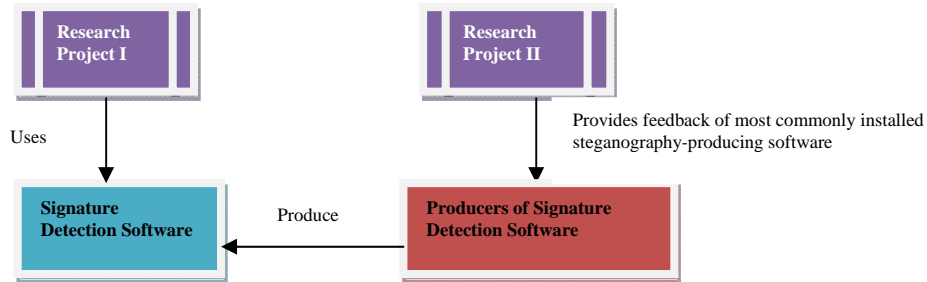 Research
Project I
Research
Project II
Uses
Provides feedback of most commonly installed
steganography-producing software
Signature
Detection Software
Produce
Producers of Signature
Detection Software